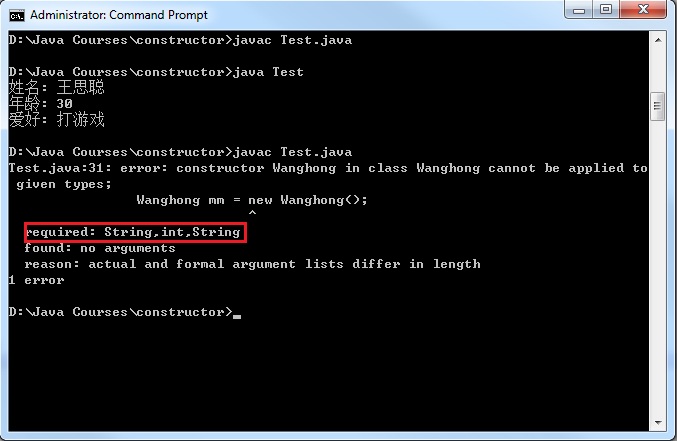 Administrator: Command Prompt
D:\Java Courses\constructor>javac Test.java
D:\Java Courses\constructor>java Test
姓名: 王思聪
年龄: 30
爱好: 打游戏
D:\Java Courses\constructor>javac Test.java
Test.java:31: error: constructor Wanghong in class Wanghong cannot be applied to
given types;
Wanghong mm = new Wanghong();
^
required: String,int,String
found: no arguments
reason: actual and formal argument lists differ in length
1 error
D:\Java Courses\constructor>_